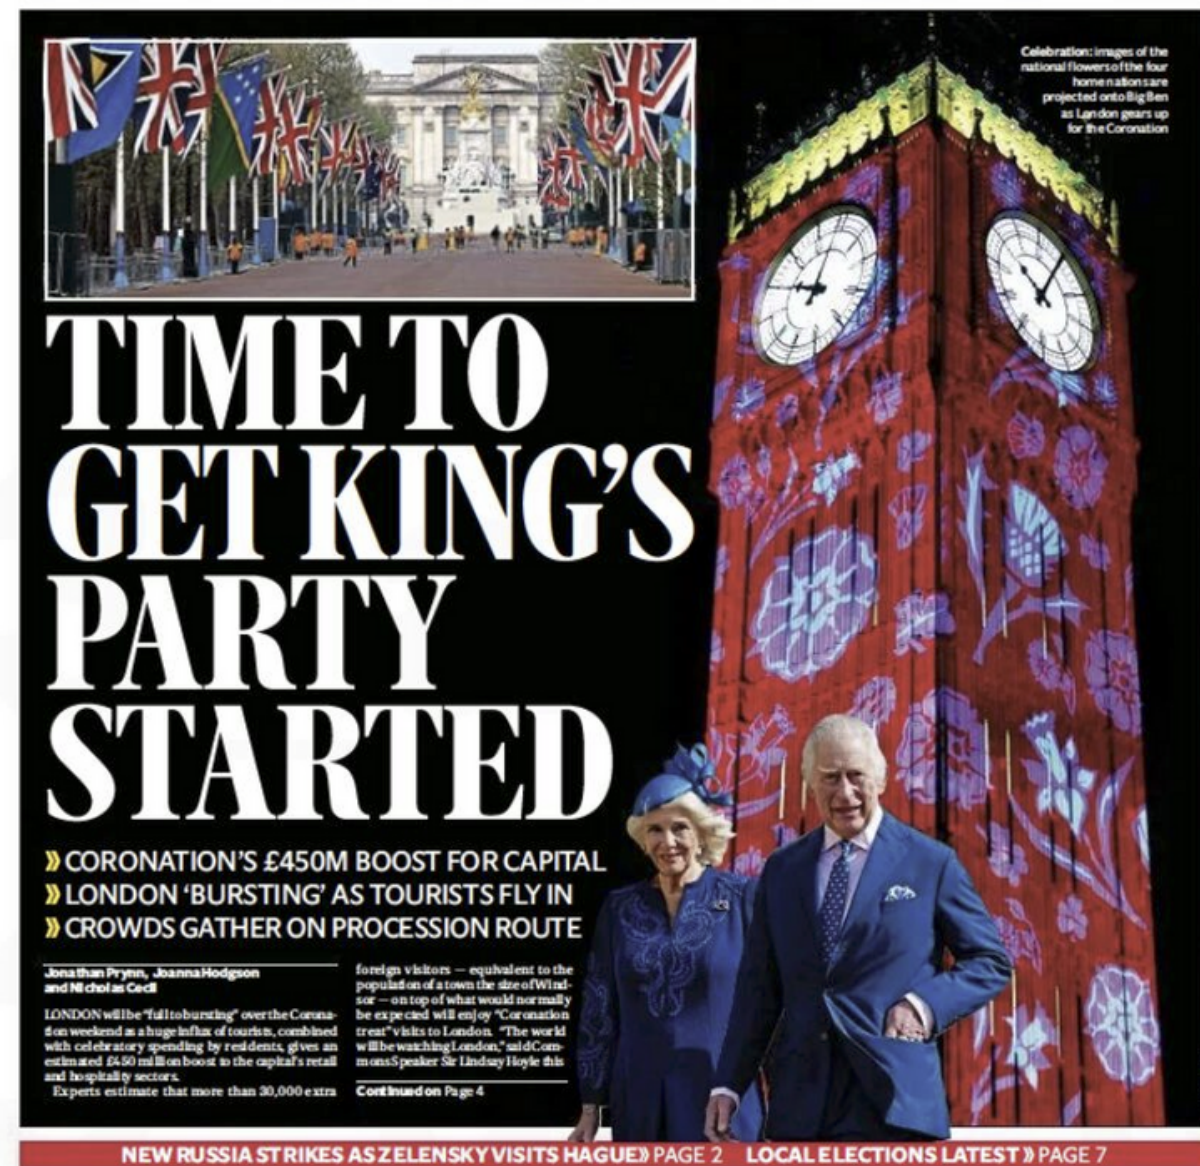 Celebration: images of the
national flowers of the four
home nations are
projected onto Big Ben
as London gears up
for the Coronation
TIME TO
GET KING'S
PARTY
STARTED
» CORONATION'S £450M BOOST FOR CAPITAL
» LONDON 'BURSTING' AS TOURISTS FLY IN
» CROWDS GATHER ON PROCESSION ROUTE
Jonathan Prynn, Joanna Hodgson
and Nicholas Cecil
LONDON will be "full to bursting" over the Corona-
tion weekend as a huge influx of tourists, combined
with celebratory spending by residents, gives an
estimated £450 million boost to the capital's retail
and hospitality sectors.
Experts estimate that more than 30,000 extra
foreign visitors — equivalent to the
population of a town the size of Wind-
sor — on top of what would normally
be expected will enjoy "Coronation
treat" visits to London. "The world
will be watching London," said Com-
mons Speaker Sir Lindsay Hoyle this
Continued on Page 4
NEW RUSSIA STRIKES AS ZELENSKY VISITS HAGUE» PAGE 2 LOCAL ELECTIONS LATEST » PAGE 7